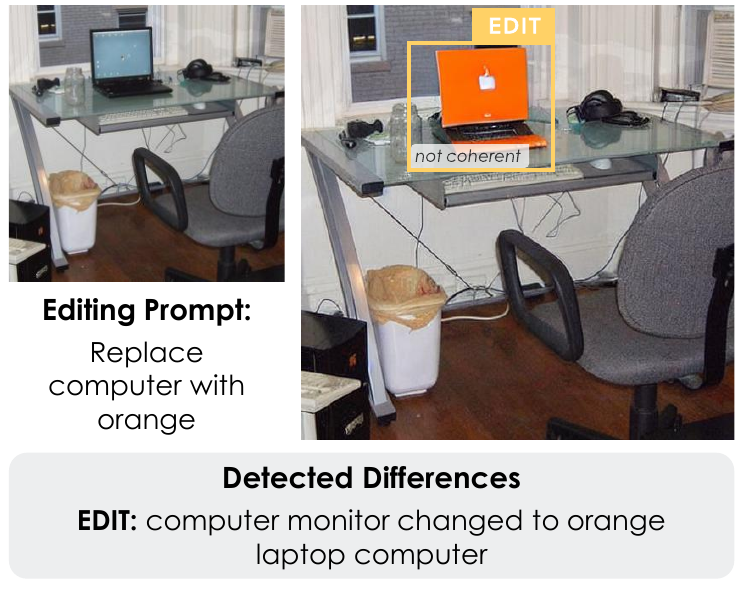 EDIT
not coherent
Editing Prompt:
Replace
computer with
orange
Detected Differences
EDIT: computer monitor changed to orange
laptop computer